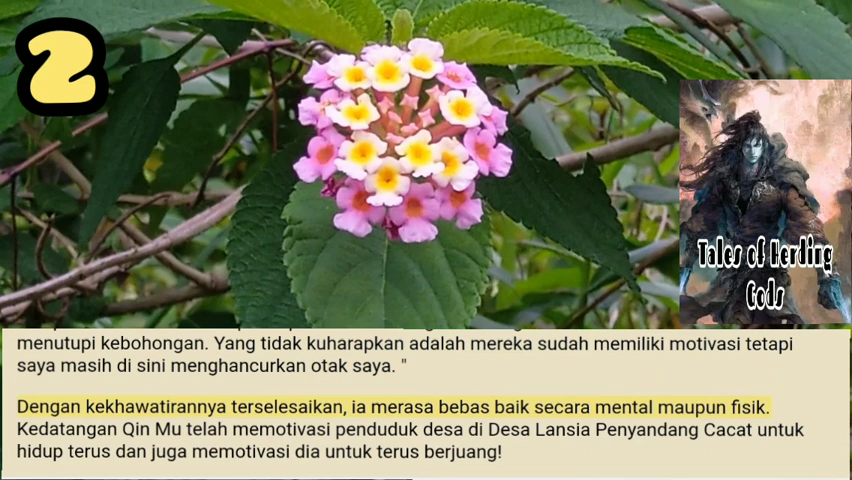 2
Tales of Herding
Gods
menutupi kebohongan. Yang tidak kuharapkan adalah mereka sudah memiliki motivasi tetapi
saya masih di sini menghancurkan otak saya. "
Dengan kekhawatirannya terselesaikan, ia merasa bebas baik secara mental maupun fisik.
Kedatangan Qin Mu telah memotivasi penduduk desa di Desa Lansia Penyandang Cacat untuk
hidup terus dan juga memotivasi dia untuk terus berjuang!